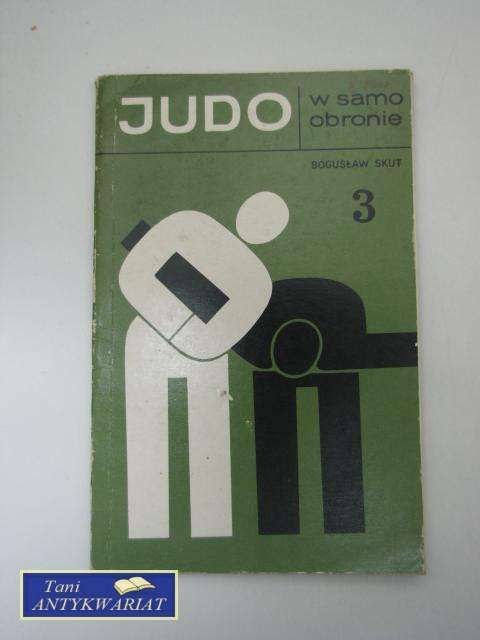 JUDO
w samo
obronie
BOGUSŁAW SKUT
3
Tani
ANTYKWARIAT